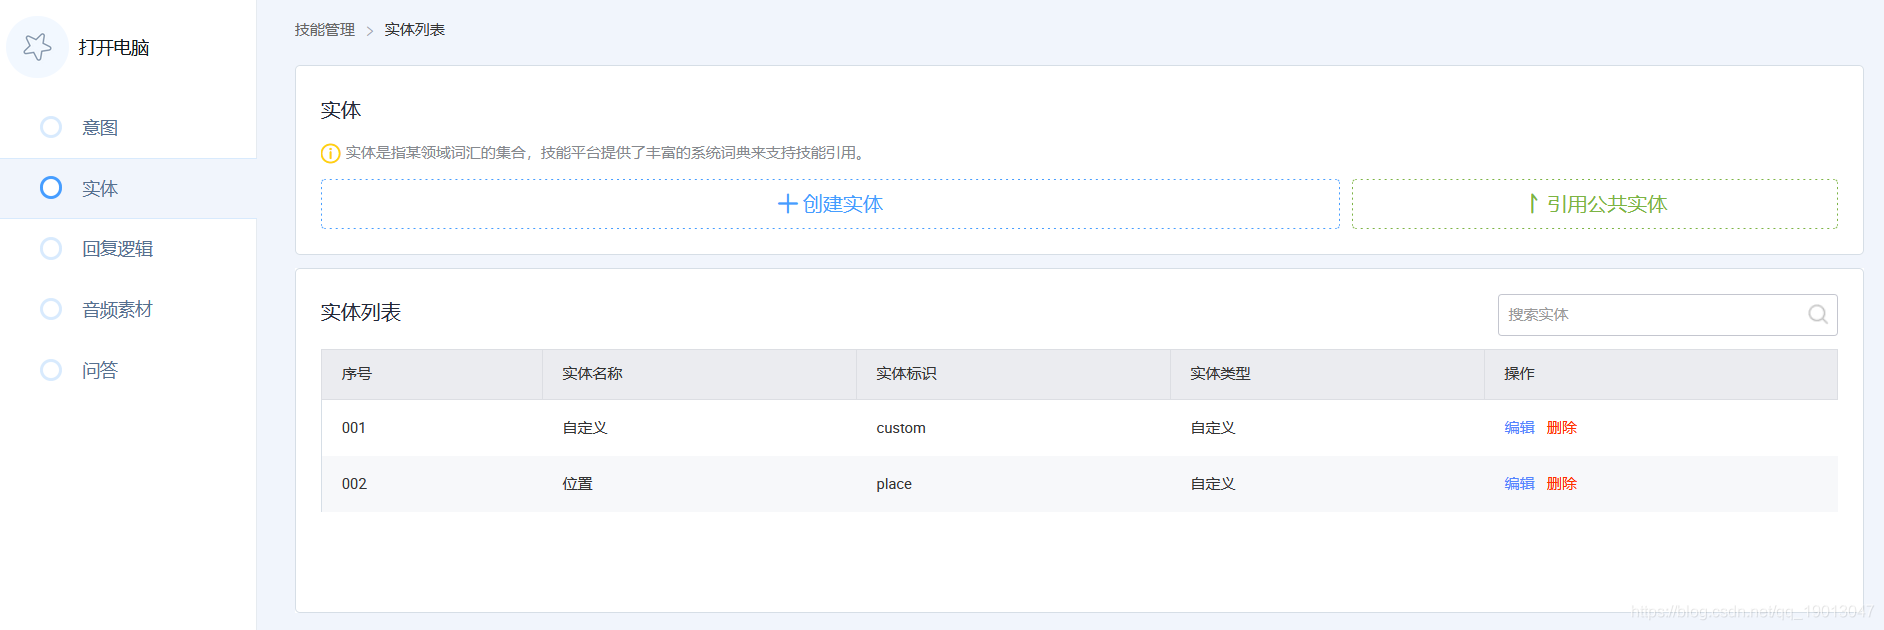 打开电脑
意图
实体
回复逻辑
音频素材
问答
技能管理 > 实体列表
实体
实体是指某领域词汇的集合，技能平台提供了丰富的系统词典来支持技能引用。
创建实体
引用公共实体
实体列表
搜索实体
序号 实体名称 实体标识 实体类型 操作
001 自定义 custom 自定义 编辑 删除
002 位置 place 自定义 编辑 删除
https://blog.csdn.net/qq_19013047